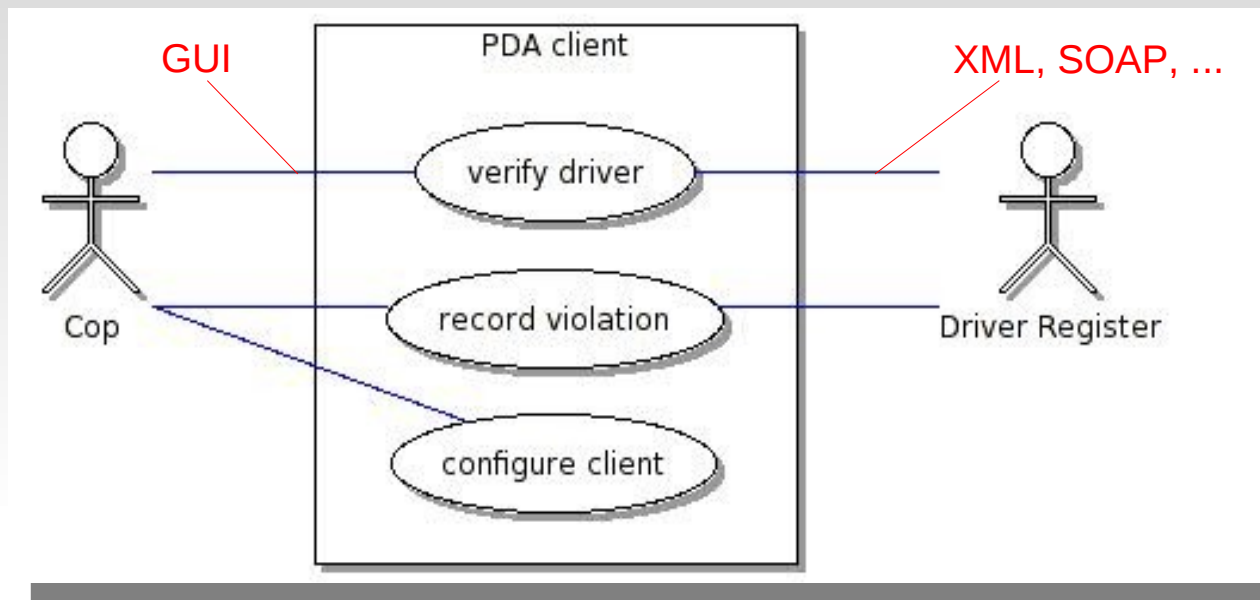 PDA client
GUI
XML, SOAP, ...
verify driver
record violation
Cop
Driver Register
configure client